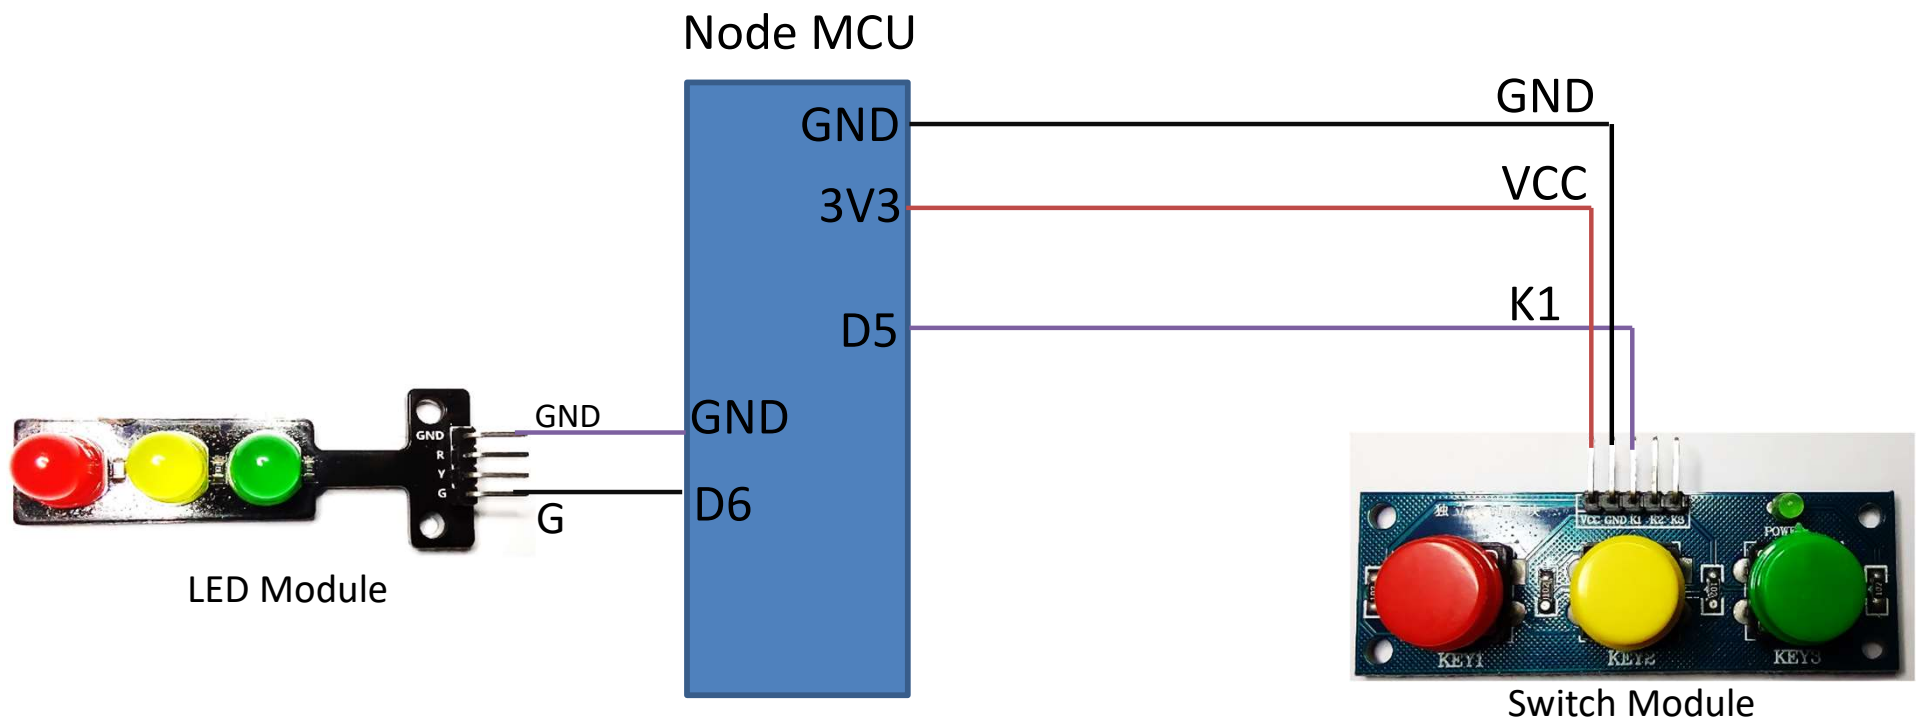 Node MCU
GND
GND
3V3
VCC
D5
K1
GND
GND
D6
G
GND
R
Y
G
LED Module
VCC GND K1 K2 K3
KEY1
KEY2
KEY3
Switch Module